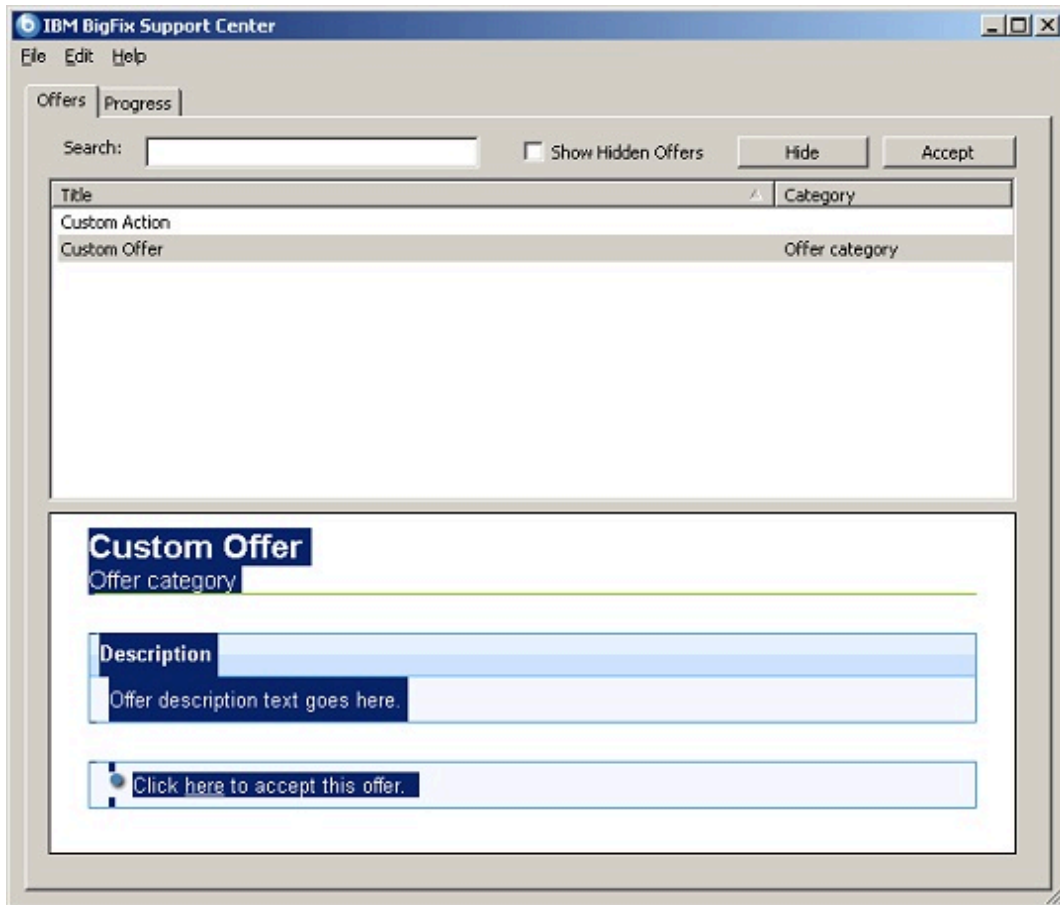 IBM BigFix Support Center
File Edit Help
Offers Progress
Search: Show Hidden Offers Hide Accept
Title Category
Custom Action
Custom Offer Offer category
Custom Offer
Offer category
Description
Offer description text goes here.
Click here to accept this offer.